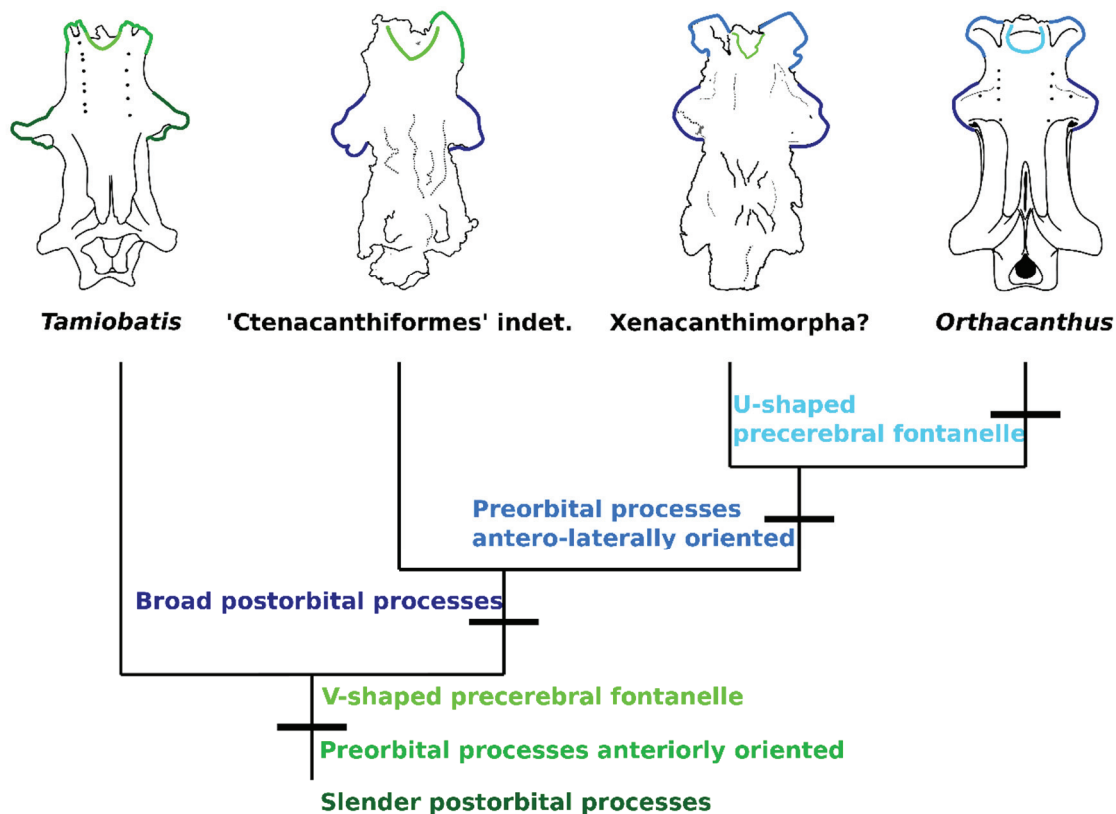 Tamiobatis
'Ctenacanthiformes' indet.
Xenacanthimorpha?
Orthacanthus
U-shaped
precerebral fontanelle
Preorbital processes
antero-laterally oriented
Broad postorbital processes
V-shaped precerebral fontanelle
Preorbital processes anteriorly oriented
Slender postorbital processes